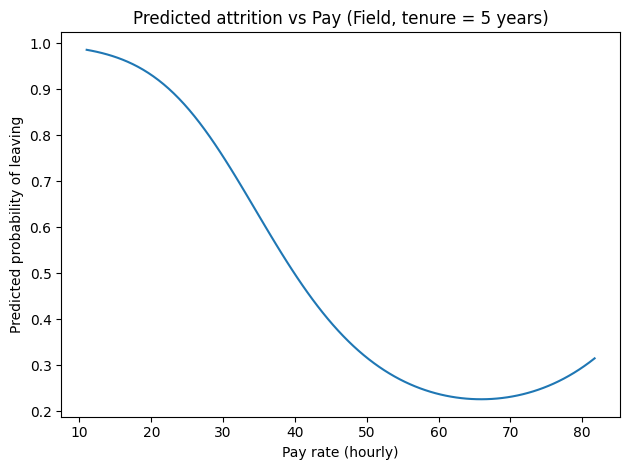 Predicted attrition vs Pay (Field, tenure = 5 years)
Predicted probability of leaving
1.0
0.9
0.8
0.7
0.6
0.5
0.4
0.3
0.2
10 20 30 40 50 60 70 80
Pay rate (hourly)